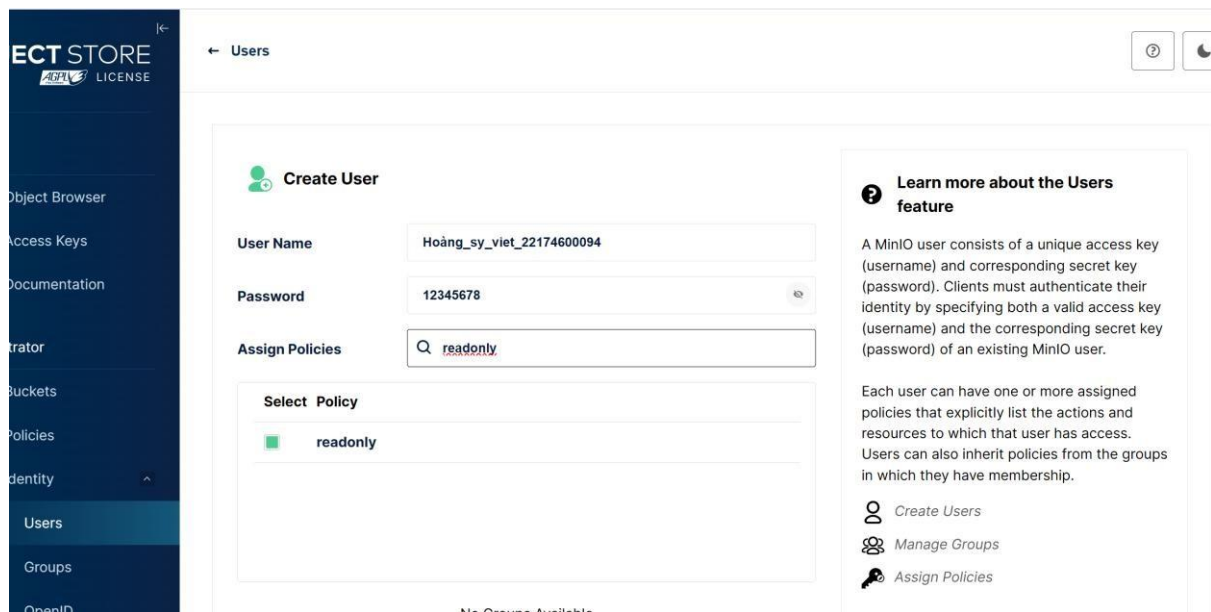 ECT STORE
AGPLV3 LICENSE
← Users
Object Browser
Access Keys
Documentation
trator
Buckets
Policies
dentity
Users
Groups
OpenID
Create User
User Name
Hoàng_sy_viet_22174600094
Password
12345678
Assign Policies
readonly
Select Policy
readonly
No Groups Available
Learn more about the Users
feature
A MinIO user consists of a unique access key
(username) and corresponding secret key
(password). Clients must authenticate their
identity by specifying both a valid access key
(username) and the corresponding secret key
(password) of an existing MinIO user.
Each user can have one or more assigned
policies that explicitly list the actions and
resources to which that user has access.
Users can also inherit policies from the groups
in which they have membership.
Create Users
Manage Groups
Assign Policies